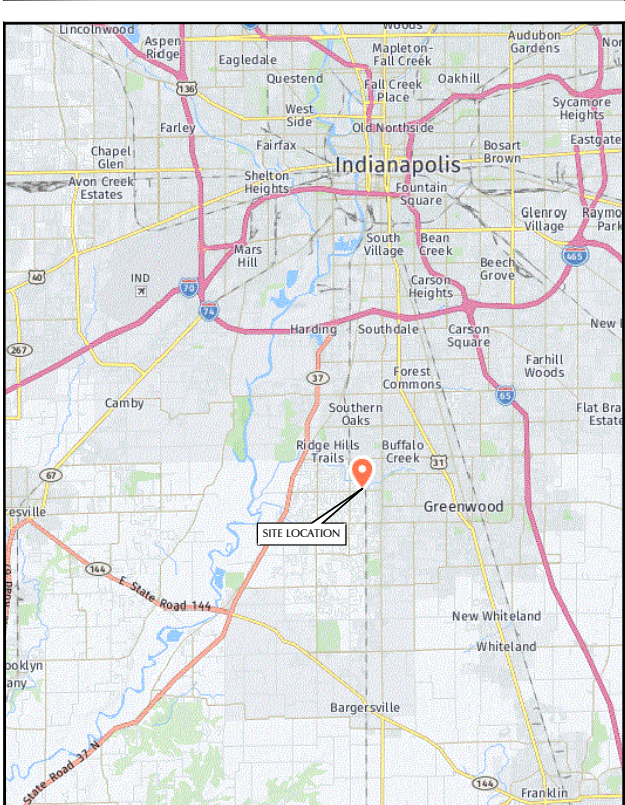 Lincolnwood
Woods
Audubon
Gardens
Aspen
Ridge
Mapleton-
Fall Creek
Nor
Eagledale
Questend
Oakhill
Fall Creek
Place
136
Sycamore
Heights
West
Side
Farley
Old Northside
Eastgate
Fairfax
Bosart
Brown
Chapel
Glen
Indianapolis
Shelton
Heights
Avon Creek
Estates
Fountain
Square
Glenroy
Village
Raymo
Park
South
Village
Bean
Creek
Mars
Hill
465
Beech
Grove
40
IND
70
Carson
Heights
74
Harding
Southdale
Carson
Square
New
267
37
Farhill
Woods
Forest
Commons
65
Camby
Southern
Oaks
Flat Bra
Estate
Ridge Hills
Trails
Buffalo
Creek
31
67
resville
Greenwood
SITE LOCATION
144
E State Road 144
New Whiteland
Whiteland
ooklyn
any
Bargersville
State Road 37 N
144
Franklin